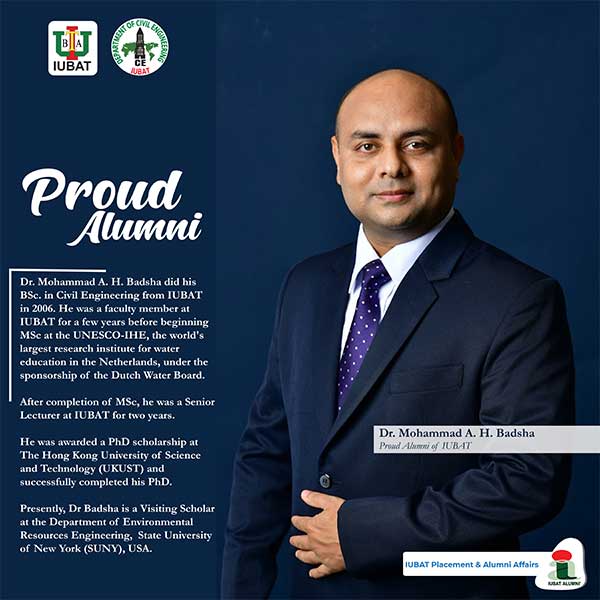 U
B I A
IUBAT
DEPARTMENT OF CIVIL ENGINEERING
CE
IUBAT
Proud
Alumni
Dr. Mohammad A. H. Badsha did his
BSc. in Civil Engineering from IUBAT
in 2006. He was a faculty member at
IUBAT for a few years before beginning
MSc at the UNESCO-IHE, the world's
largest research institute for water
education in the Netherlands, under the
sponsorship of the Dutch Water Board.
After completion of MSc, he was a Senior
Lecturer at IUBAT for two years.
He was awarded a PhD scholarship at
The Hong Kong University of Science
and Technology (UKUST) and
successfully completed his PhD.
Presently, Dr Badsha is a Visiting Scholar
at the Department of Environmental
Resources Engineering, State University
of New York (SUNY), USA.
Dr. Mohammad A. H. Badsha
Proud Alumni of IUBAT
IUBAT Placement & Alumni Affairs
IUBAT ALUMNI